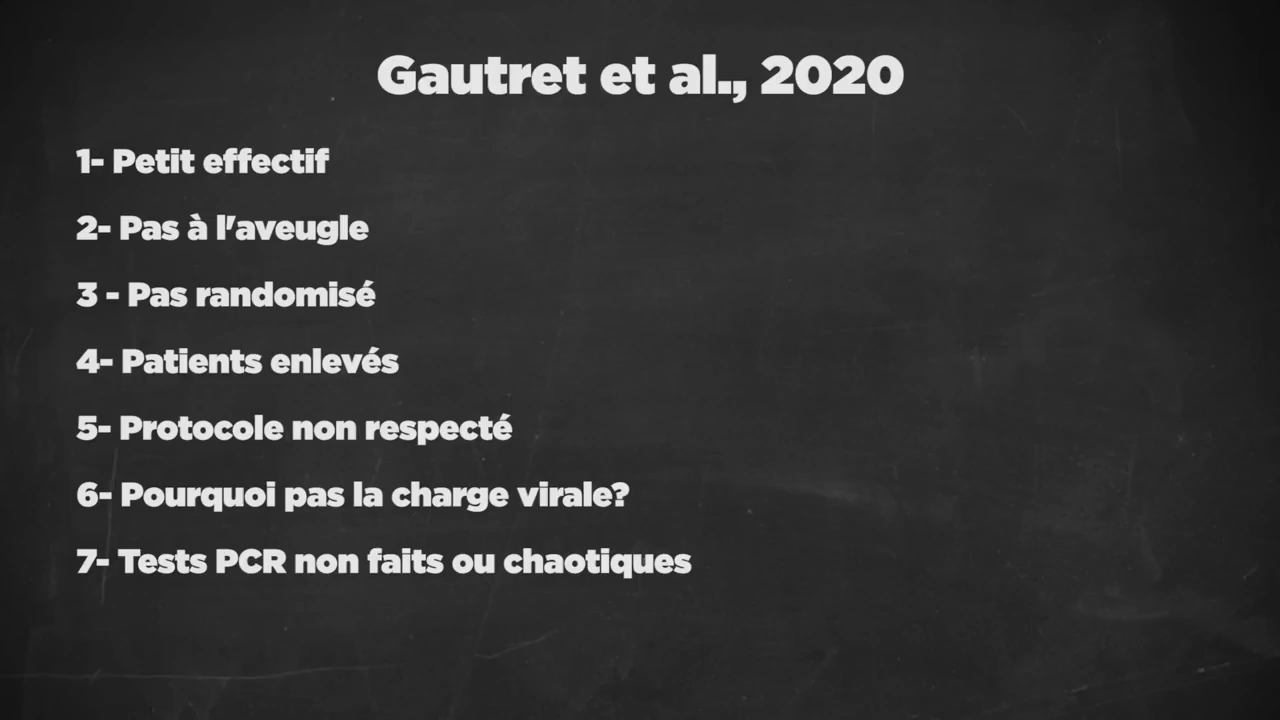 Gautret et al., 2020
1- Petit effectif
2- Pas à l'aveugle
3 - Pas randomisé
4- Patients enlevés
5- Protocole non respecté
6- Pourquoi pas la charge virale?
7- Tests PCR non faits ou chaotiques